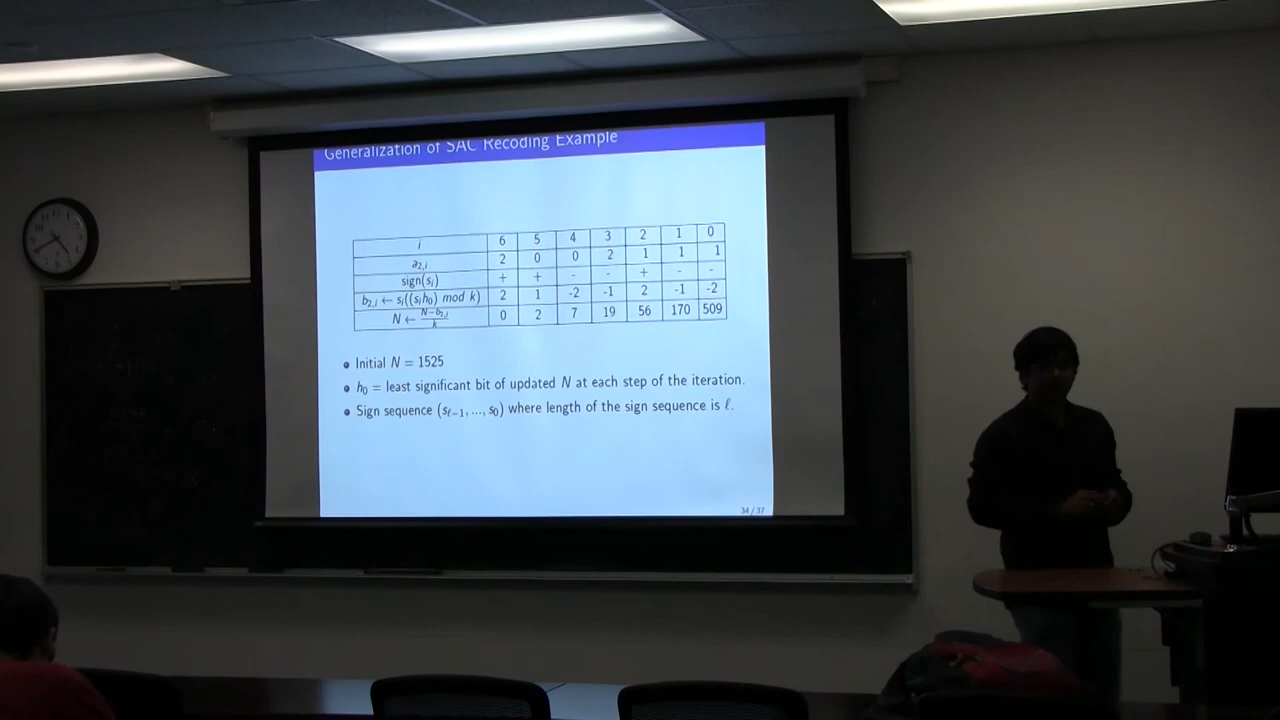 Generalization of SAC Recoding Example
i 6 5 4 3 2 1 0
a₂,ᵢ 2 0 0 2 1 1 1
sign(sᵢ) + + - - + - -
b₂,ᵢ ← sᵢ((sᵢh₀) mod k) 2 1 -2 -1 2 -1 -2
N ← (N−b₂,ᵢ)/k 0 2 7 19 56 170 509
• Initial N = 1525
• h₀ = least significant bit of updated N at each step of the iteration.
• Sign sequence (sℓ₋₁, ..., s₀) where length of the sign sequence is ℓ.
34 / 37